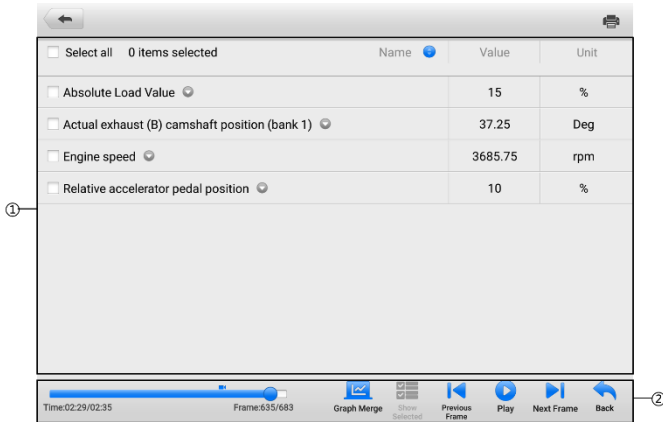 Select all 0 items selected Name Value Unit
Absolute Load Value 15 %
Actual exhaust (B) camshaft position (bank 1) 37.25 Deg
Engine speed 3685.75 rpm
Relative accelerator pedal position 10 %
①
Time:02:29/02:35 Frame:635/683 Graph Merge Show Selected Previous Frame Play Next Frame Back
②